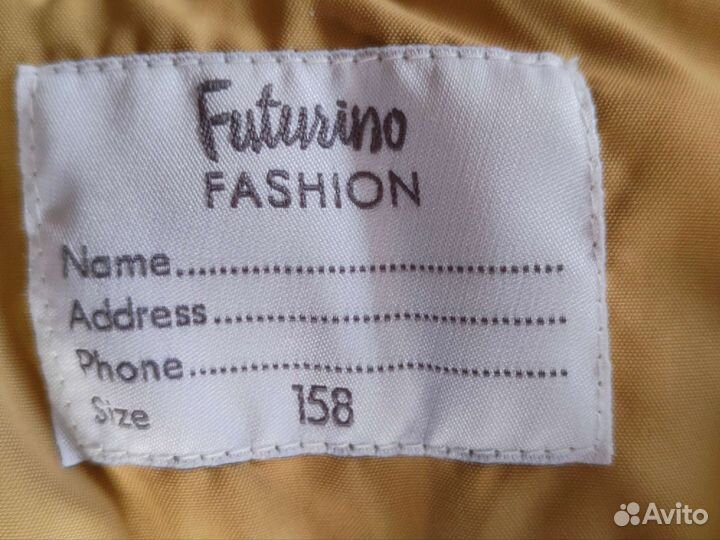 Futurino
FASHION
Name..........................................
Address......................................
Phone.........................................
Size 158
Avito